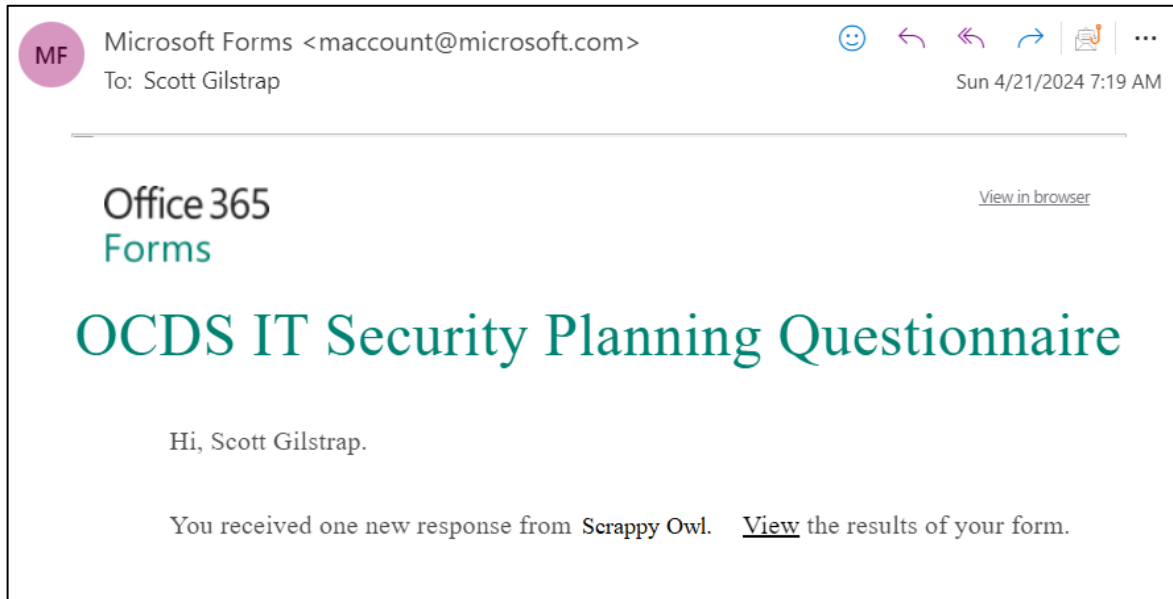 MF
Microsoft Forms <maccount@microsoft.com>
To: Scott Gilstrap
Sun 4/21/2024 7:19 AM
Office 365
Forms
View in browser
OCDS IT Security Planning Questionnaire
Hi, Scott Gilstrap.
You received one new response from Scrappy Owl. View the results of your form.